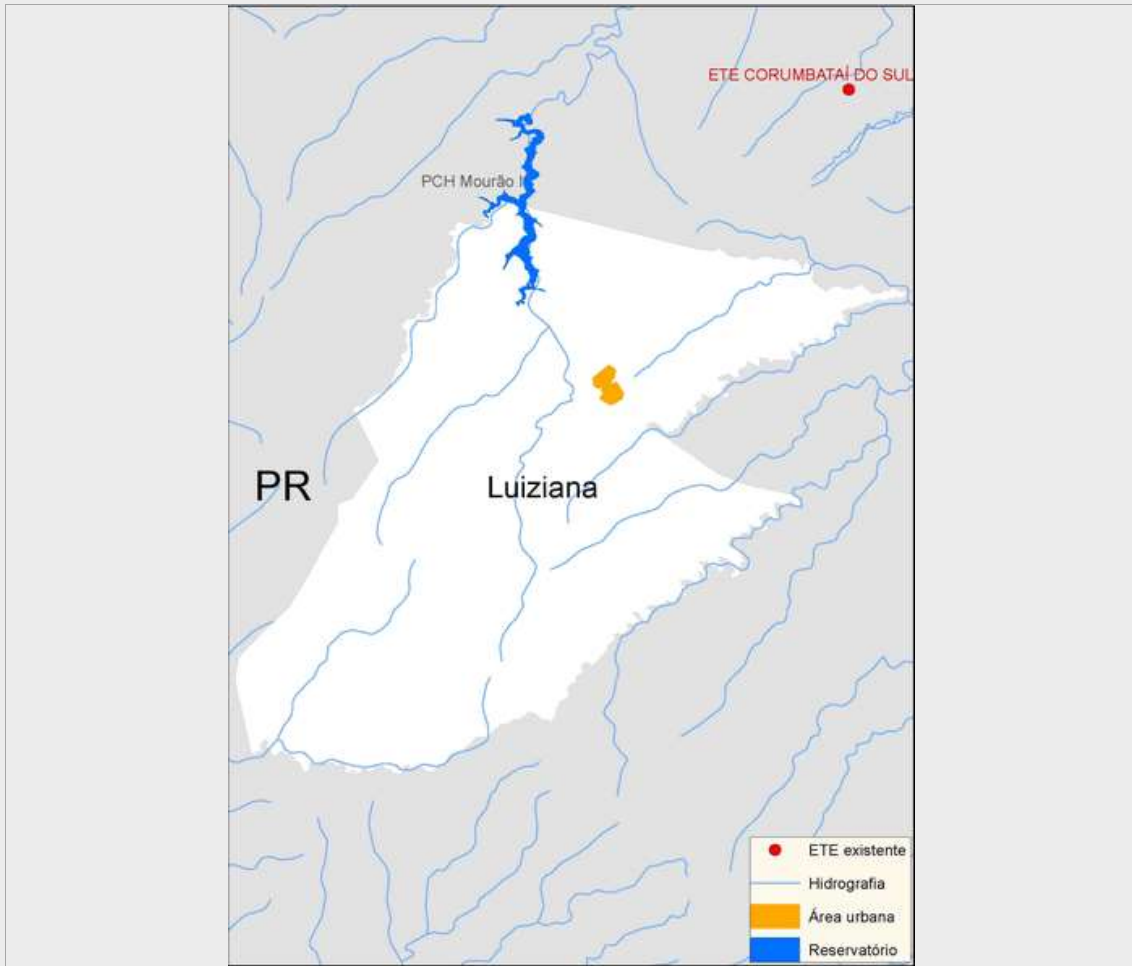 ETE CORUMBATAÍ DO SUL
PCH Mourão I
PR
Luiziana
ETE existente
Hidrografia
Área urbana
Reservatório